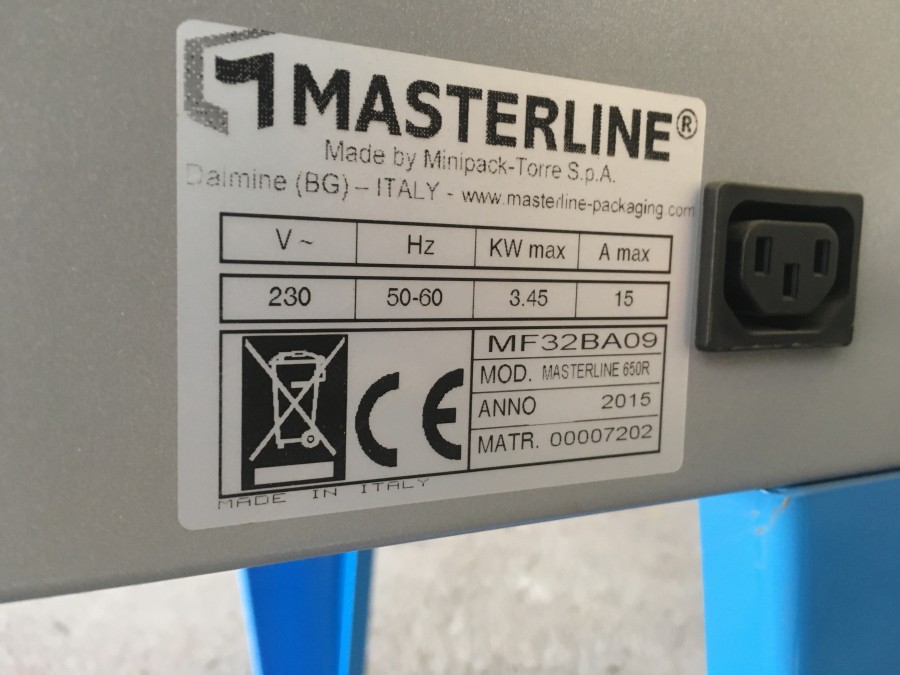 1MASTERLINE®
Made by Minipack-Torre S.p.A.
Dalmine (BG) – ITALY - www.masterline-packaging.com
V ~ Hz KW max A max
230 50-60 3.45 15
MF32BA09
MOD. MASTERLINE 650R
ANNO 2015
MATR. 00007202
CE
MADE IN ITALY